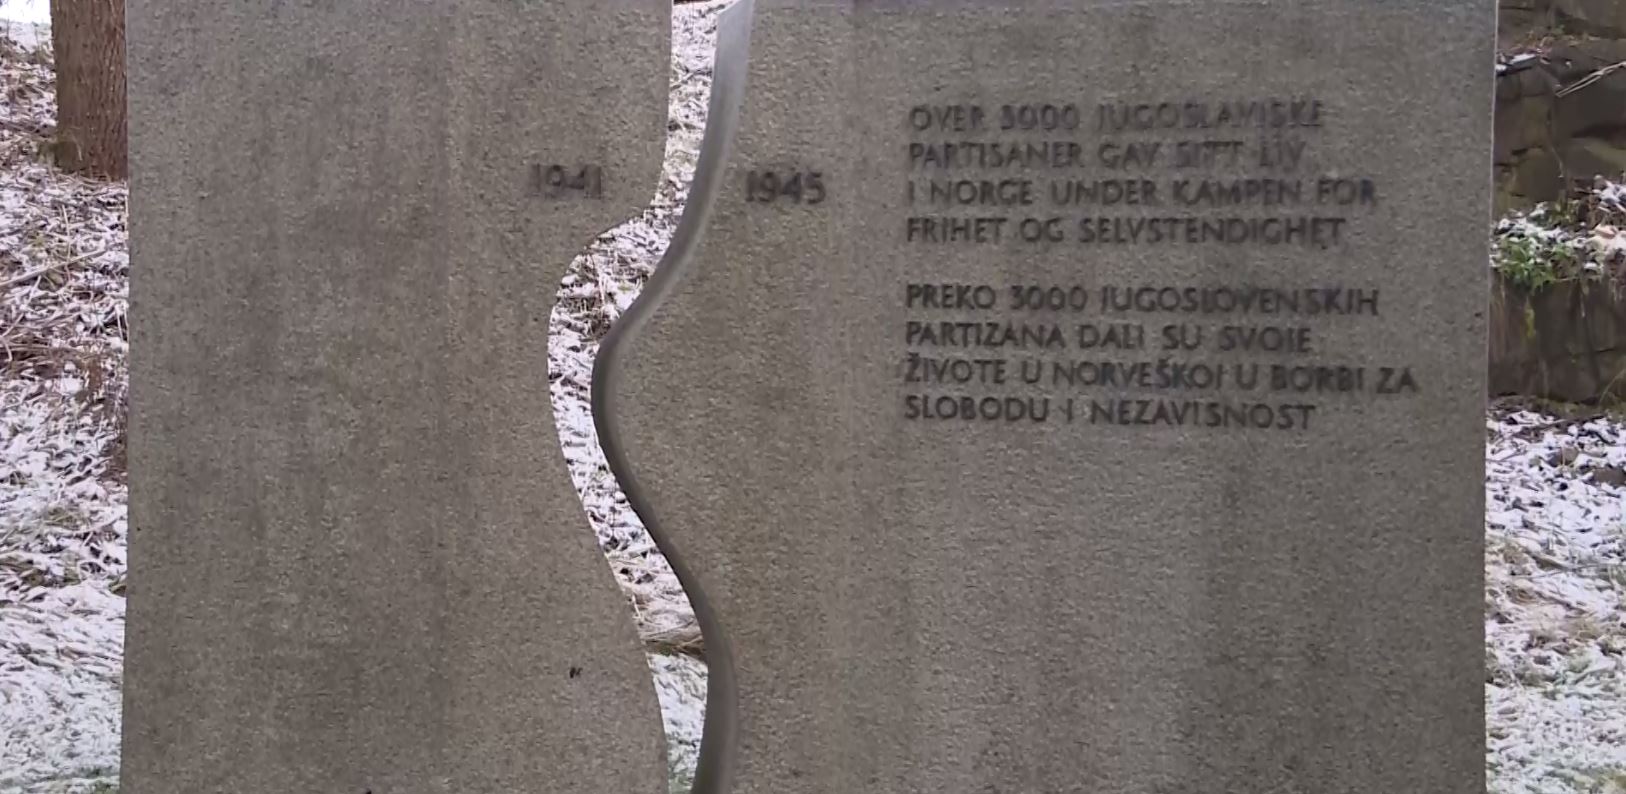 1941
1945
OVER 3000 JUGOSLAVISKE
PARTISANER GAV SITT LIV
I NORGE UNDER KAMPEN FOR
FRIHET OG SELVSTENDIGHET
PREKO 3000 JUGOSLOVENSKIH
PARTIZANA DALI SU SVOJE
ŽIVOTE U NORVEŠKOJ U BORBI ZA
SLOBODU I NEZAVISNOST